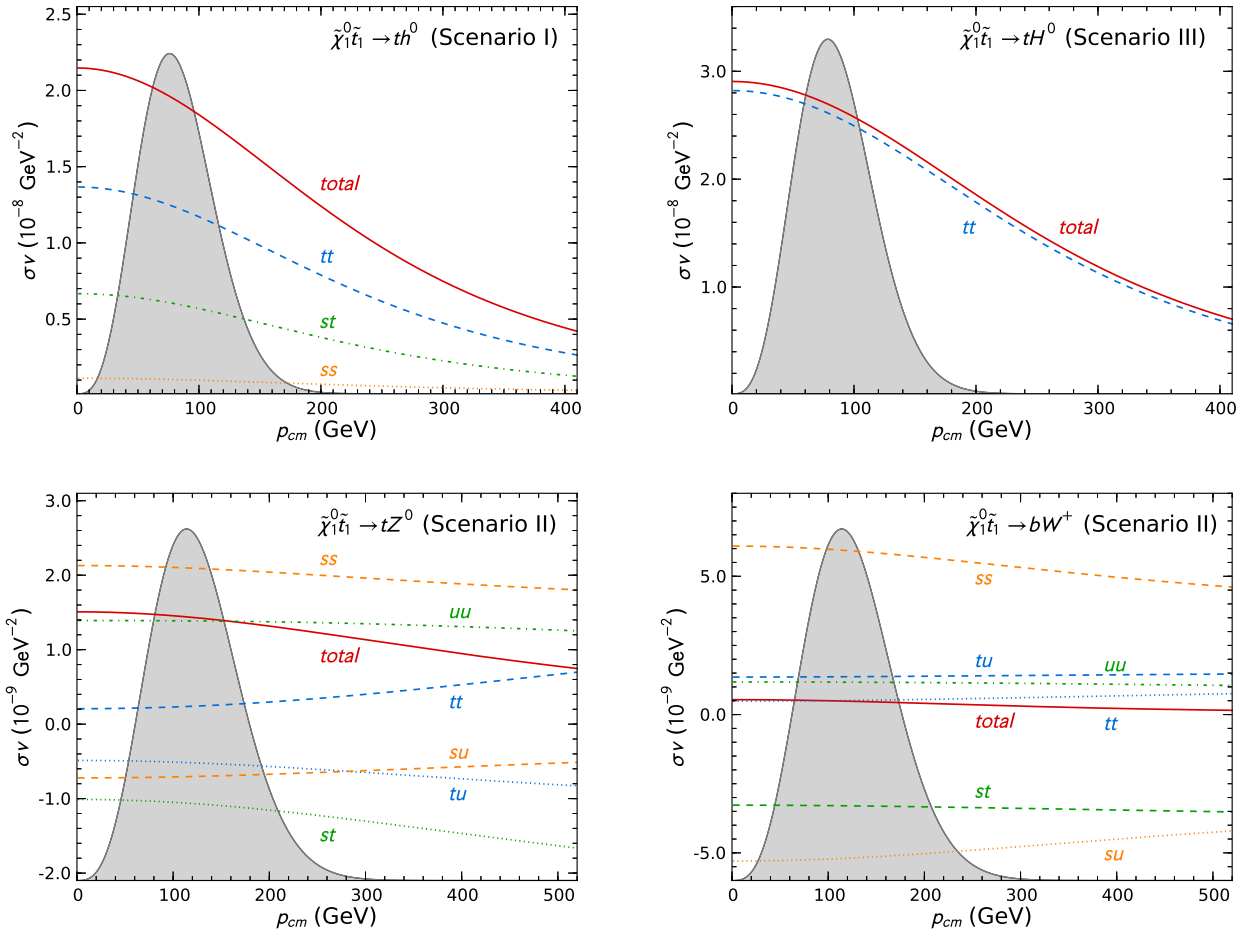 χ̃⁰₁t̃₁ → th⁰ (Scenario I)
2.5
2.0
1.5
1.0
0.5
σv (10⁻⁸ GeV⁻²)
total
tt
st
ss
0 100 200 300 400
p_cm (GeV)
χ̃⁰₁t̃₁ → tH⁰ (Scenario III)
3.0
2.0
1.0
σv (10⁻⁸ GeV⁻²)
tt
total
0 100 200 300 400
p_cm (GeV)
χ̃⁰₁t̃₁ → tZ⁰ (Scenario II)
3.0
2.0
1.0
0.0
-1.0
-2.0
σv (10⁻⁹ GeV⁻²)
ss
uu
total
tt
su
tu
st
0 100 200 300 400 500
p_cm (GeV)
χ̃⁰₁t̃₁ → bW⁺ (Scenario II)
5.0
0.0
-5.0
σv (10⁻⁹ GeV⁻²)
ss
tu
uu
total
tt
st
su
0 100 200 300 400 500
p_cm (GeV)